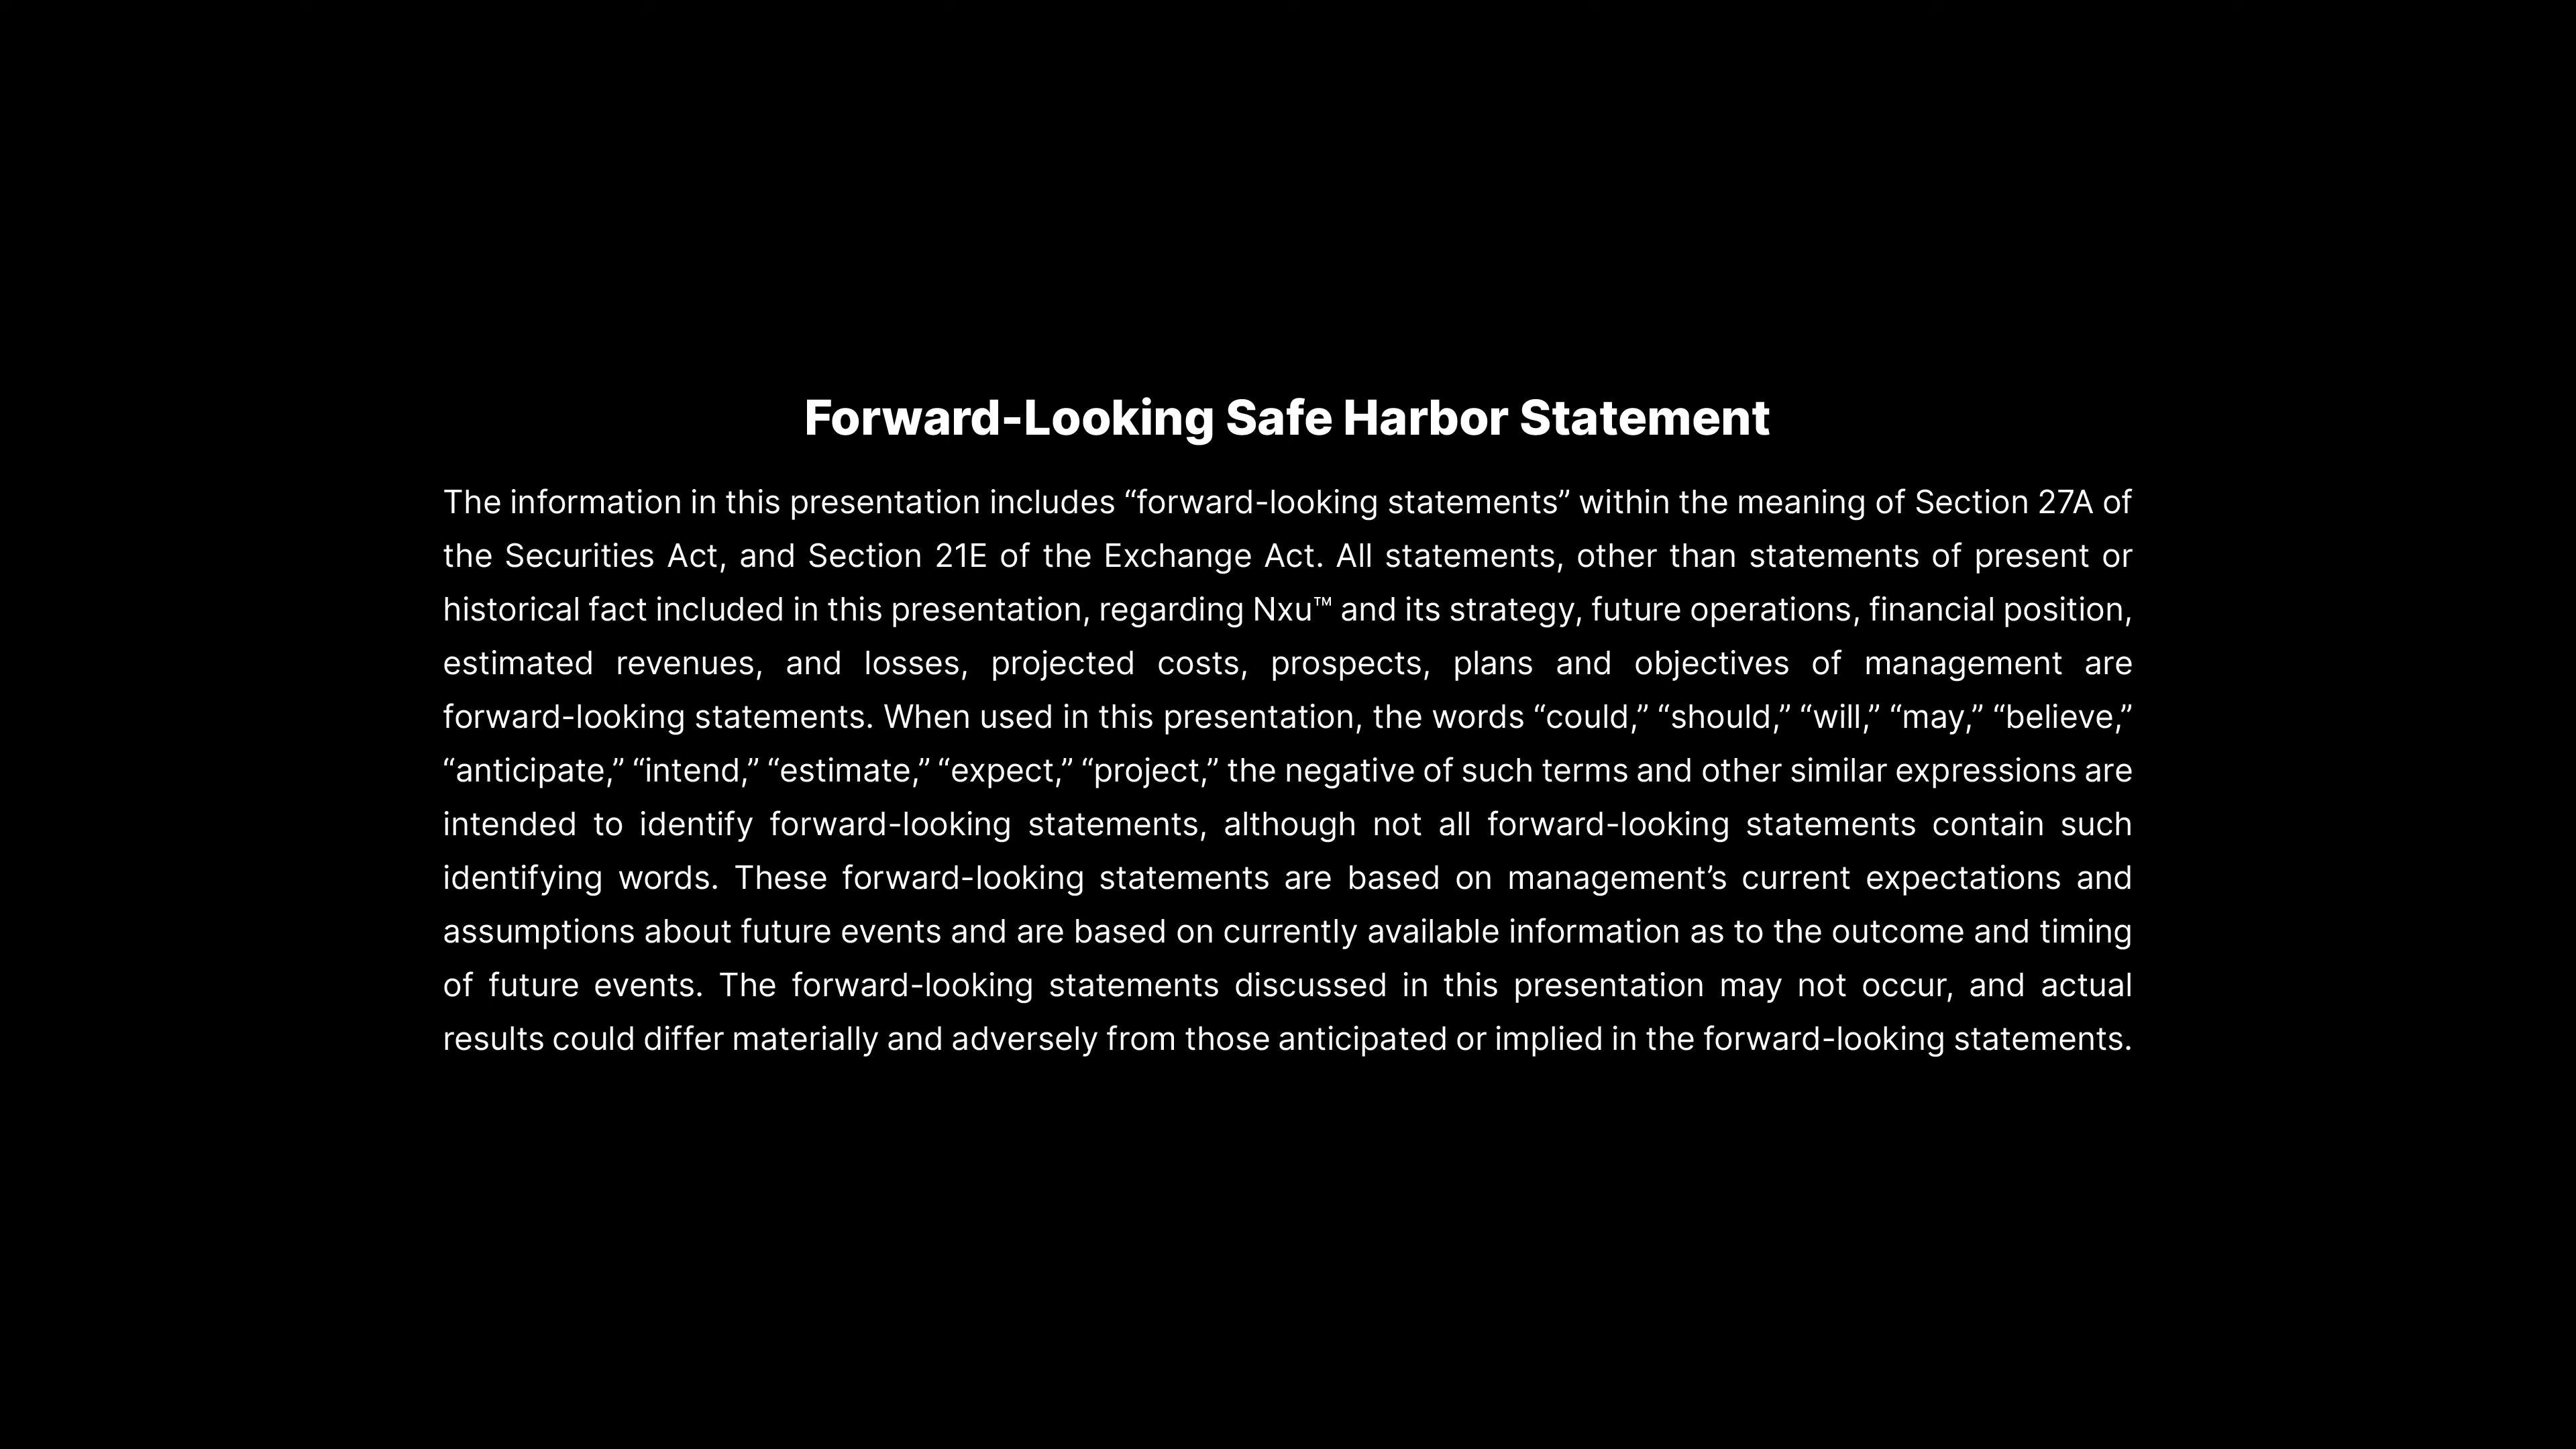 Forward-Looking Safe Harbor Statement
The information in this presentation includes “forward-looking statements” within the meaning of Section 27A of
the Securities Act, and Section 21E of the Exchange Act. All statements, other than statements of present or
historical fact included in this presentation, regarding Nxu™ and its strategy, future operations, financial position,
estimated revenues, and losses, projected costs, prospects, plans and objectives of management are
forward-looking statements. When used in this presentation, the words “could,” “should,” “will,” “may,” “believe,”
“anticipate,” “intend,” “estimate,” “expect,” “project,” the negative of such terms and other similar expressions are
intended to identify forward-looking statements, although not all forward-looking statements contain such
identifying words. These forward-looking statements are based on management’s current expectations and
assumptions about future events and are based on currently available information as to the outcome and timing
of future events. The forward-looking statements discussed in this presentation may not occur, and actual
results could differ materially and adversely from those anticipated or implied in the forward-looking statements.